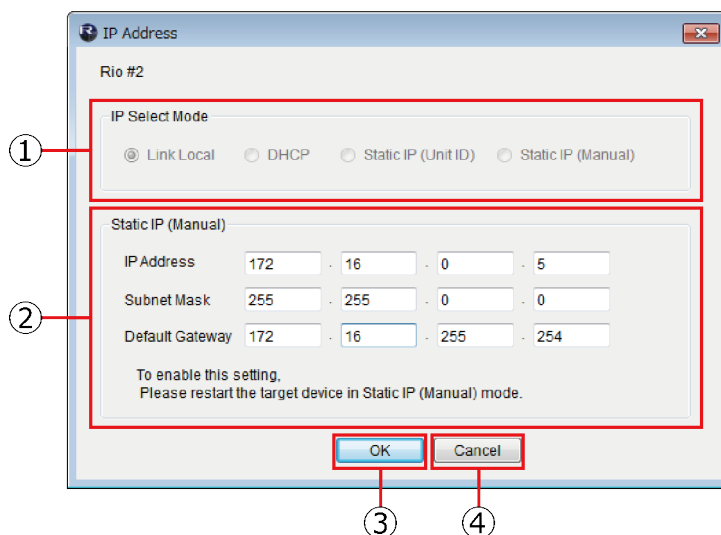 IP Address
Rio #2
IP Select Mode
① Link Local DHCP Static IP (Unit ID) Static IP (Manual)
Static IP (Manual)
IP Address 172 . 16 . 0 . 5
② Subnet Mask 255 . 255 . 0 . 0
Default Gateway 172 . 16 . 255 . 254
To enable this setting,
Please restart the target device in Static IP (Manual) mode.
OK Cancel
③ ④